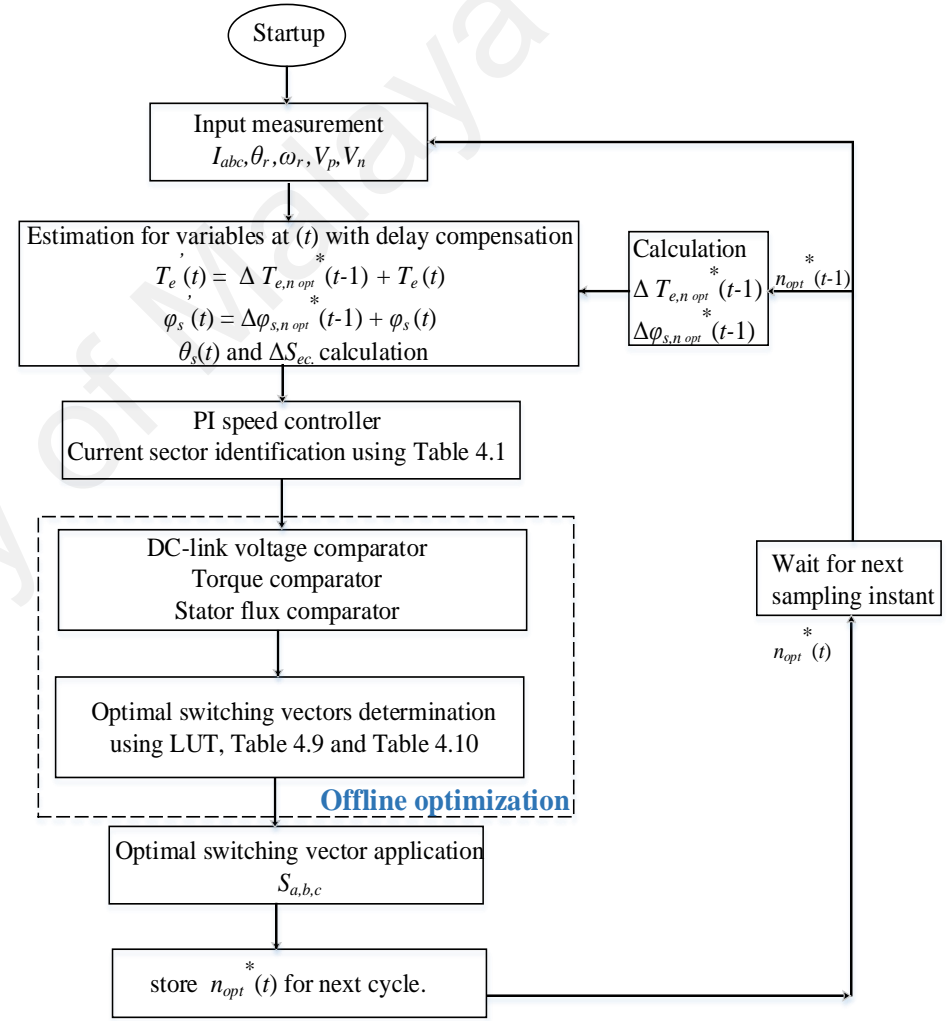 Startup
Input measurement
I_abc, θ_r, ω_r, V_p, V_n
Estimation for variables at (t) with delay compensation
T_e'(t) = Δ T_e,n opt*(t-1) + T_e(t)
φ_s'(t) = Δφ_s,n opt*(t-1) + φ_s(t)
θ_s(t) and ΔS_ec. calculation
Calculation
Δ T_e,n opt*(t-1)
Δφ_s,n opt*(t-1)
n_opt*(t-1)
PI speed controller
Current sector identification using Table 4.1
DC-link voltage comparator
Torque comparator
Stator flux comparator
Optimal switching vectors determination
using LUT, Table 4.9 and Table 4.10
Offline optimization
Optimal switching vector application
S_a,b,c
store n_opt*(t) for next cycle.
Wait for next
sampling instant
n_opt*(t)
y of Malaya